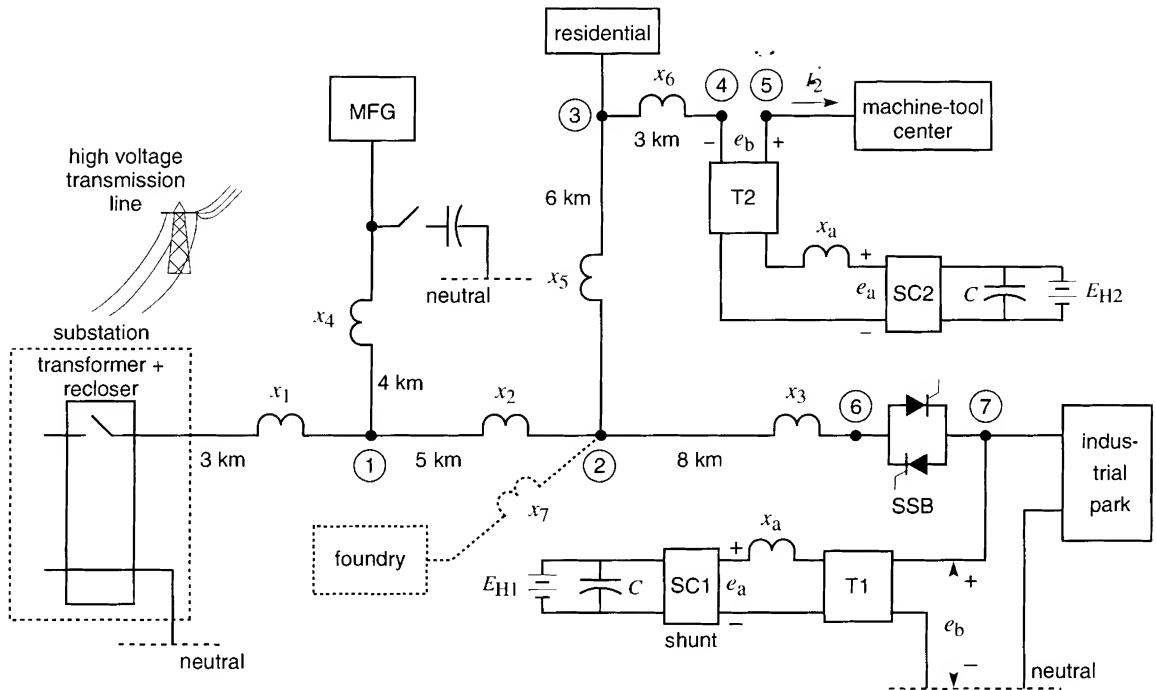 residential
MFG
x6
4
5
I2
3
3 km
– eb +
machine-tool
center
high voltage
transmission
line
6 km
T2
xa
+
ea
SC2
C
EH2
–
x5
neutral
x4
substation
transformer +
recloser
4 km
x1
x2
x3
6
7
3 km
1
5 km
2
8 km
SSB
indus-
trial
park
x7
foundry
EH1
C
SC1
shunt
+
ea
–
xa
T1
+
eb
–
neutral
neutral